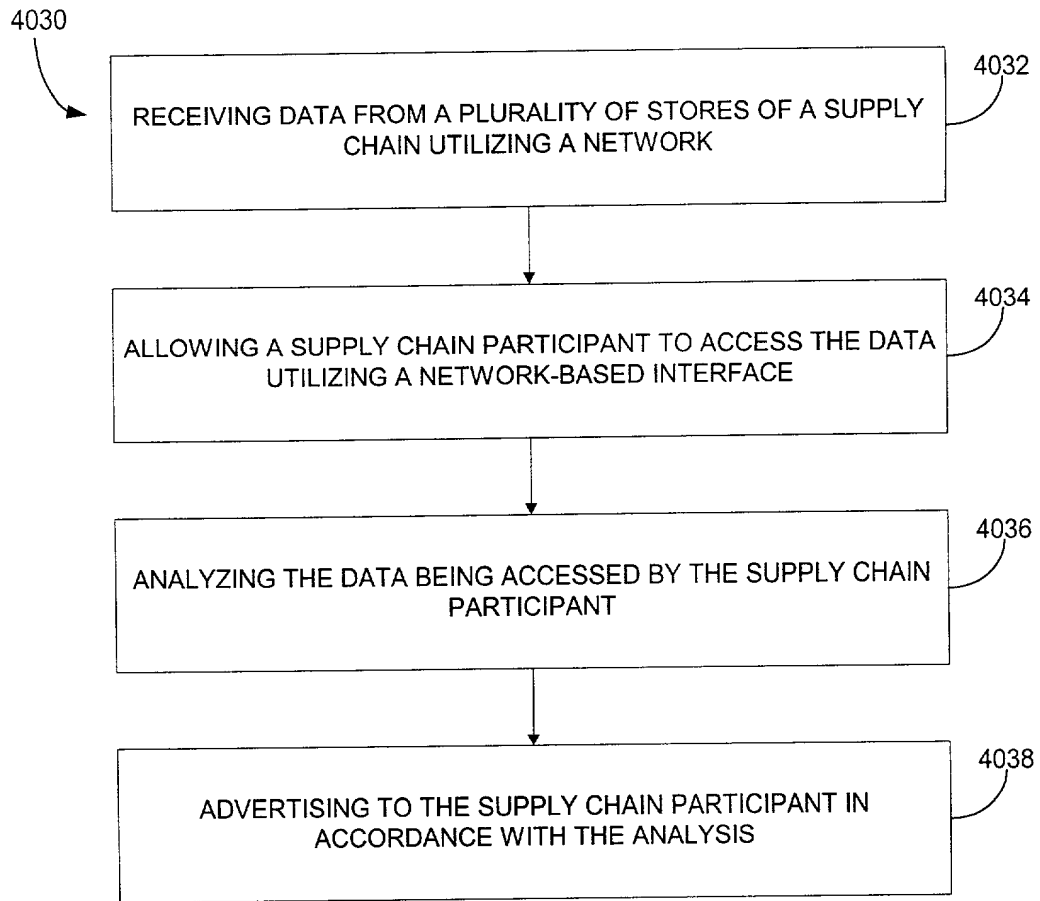 4030
4032
RECEIVING DATA FROM A PLURALITY OF STORES OF A SUPPLY
CHAIN UTILIZING A NETWORK
4034
ALLOWING A SUPPLY CHAIN PARTICIPANT TO ACCESS THE DATA
UTILIZING A NETWORK-BASED INTERFACE
4036
ANALYZING THE DATA BEING ACCESSED BY THE SUPPLY CHAIN
PARTICIPANT
4038
ADVERTISING TO THE SUPPLY CHAIN PARTICIPANT IN
ACCORDANCE WITH THE ANALYSIS